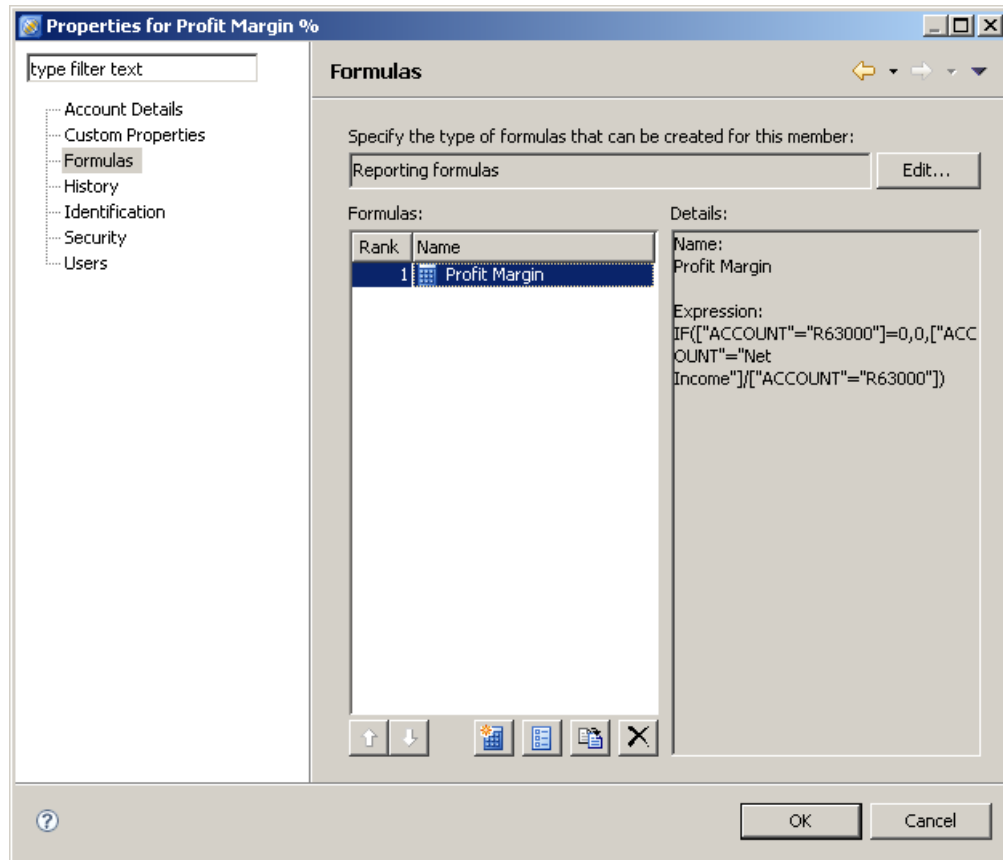 Properties for Profit Margin %
type filter text
Account Details
Custom Properties
Formulas
History
Identification
Security
Users
Formulas
Specify the type of formulas that can be created for this member:
Reporting formulas
Edit...
Formulas:
Rank Name
1 Profit Margin
Details:
Name:
Profit Margin
Expression:
IF(["ACCOUNT"="R63000"]=0,0,["ACC
OUNT"="Net
Income"]/["ACCOUNT"="R63000"])
?
OK
Cancel